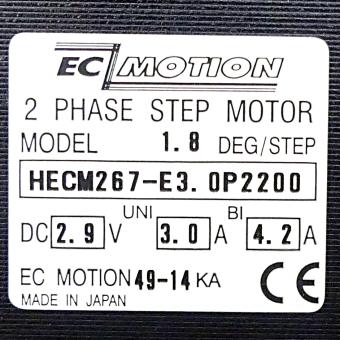 EC MOTION
2 PHASE STEP MOTOR
MODEL 1.8 DEG/STEP
HECM267-E3.0P2200
UNI BI
DC 2.9 V 3.0 A 4.2 A
EC MOTION 49-14 KA
MADE IN JAPAN CE